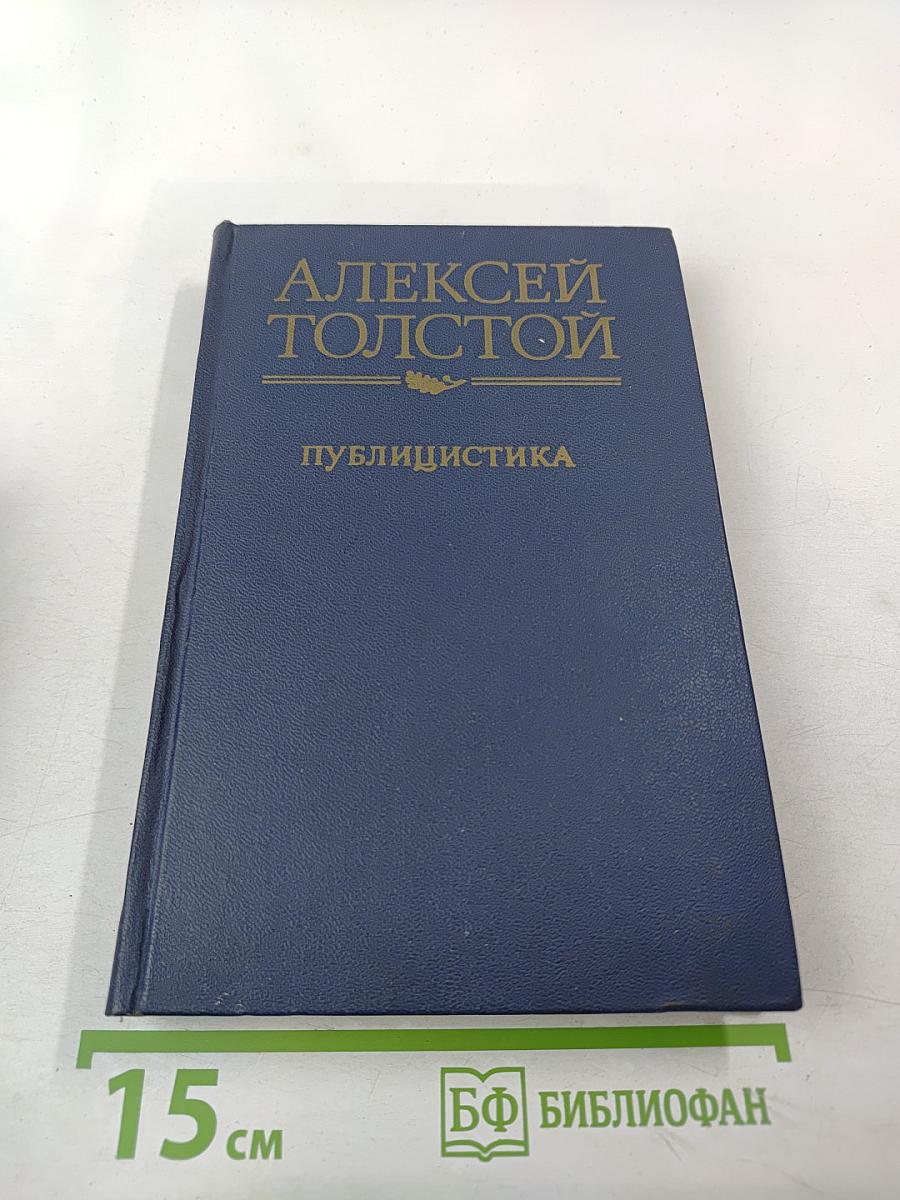 АЛЕКСЕЙ
ТОЛСТОЙ
ПУБЛИЦИСТИКА
15 см
БФ БИБЛИОФАН